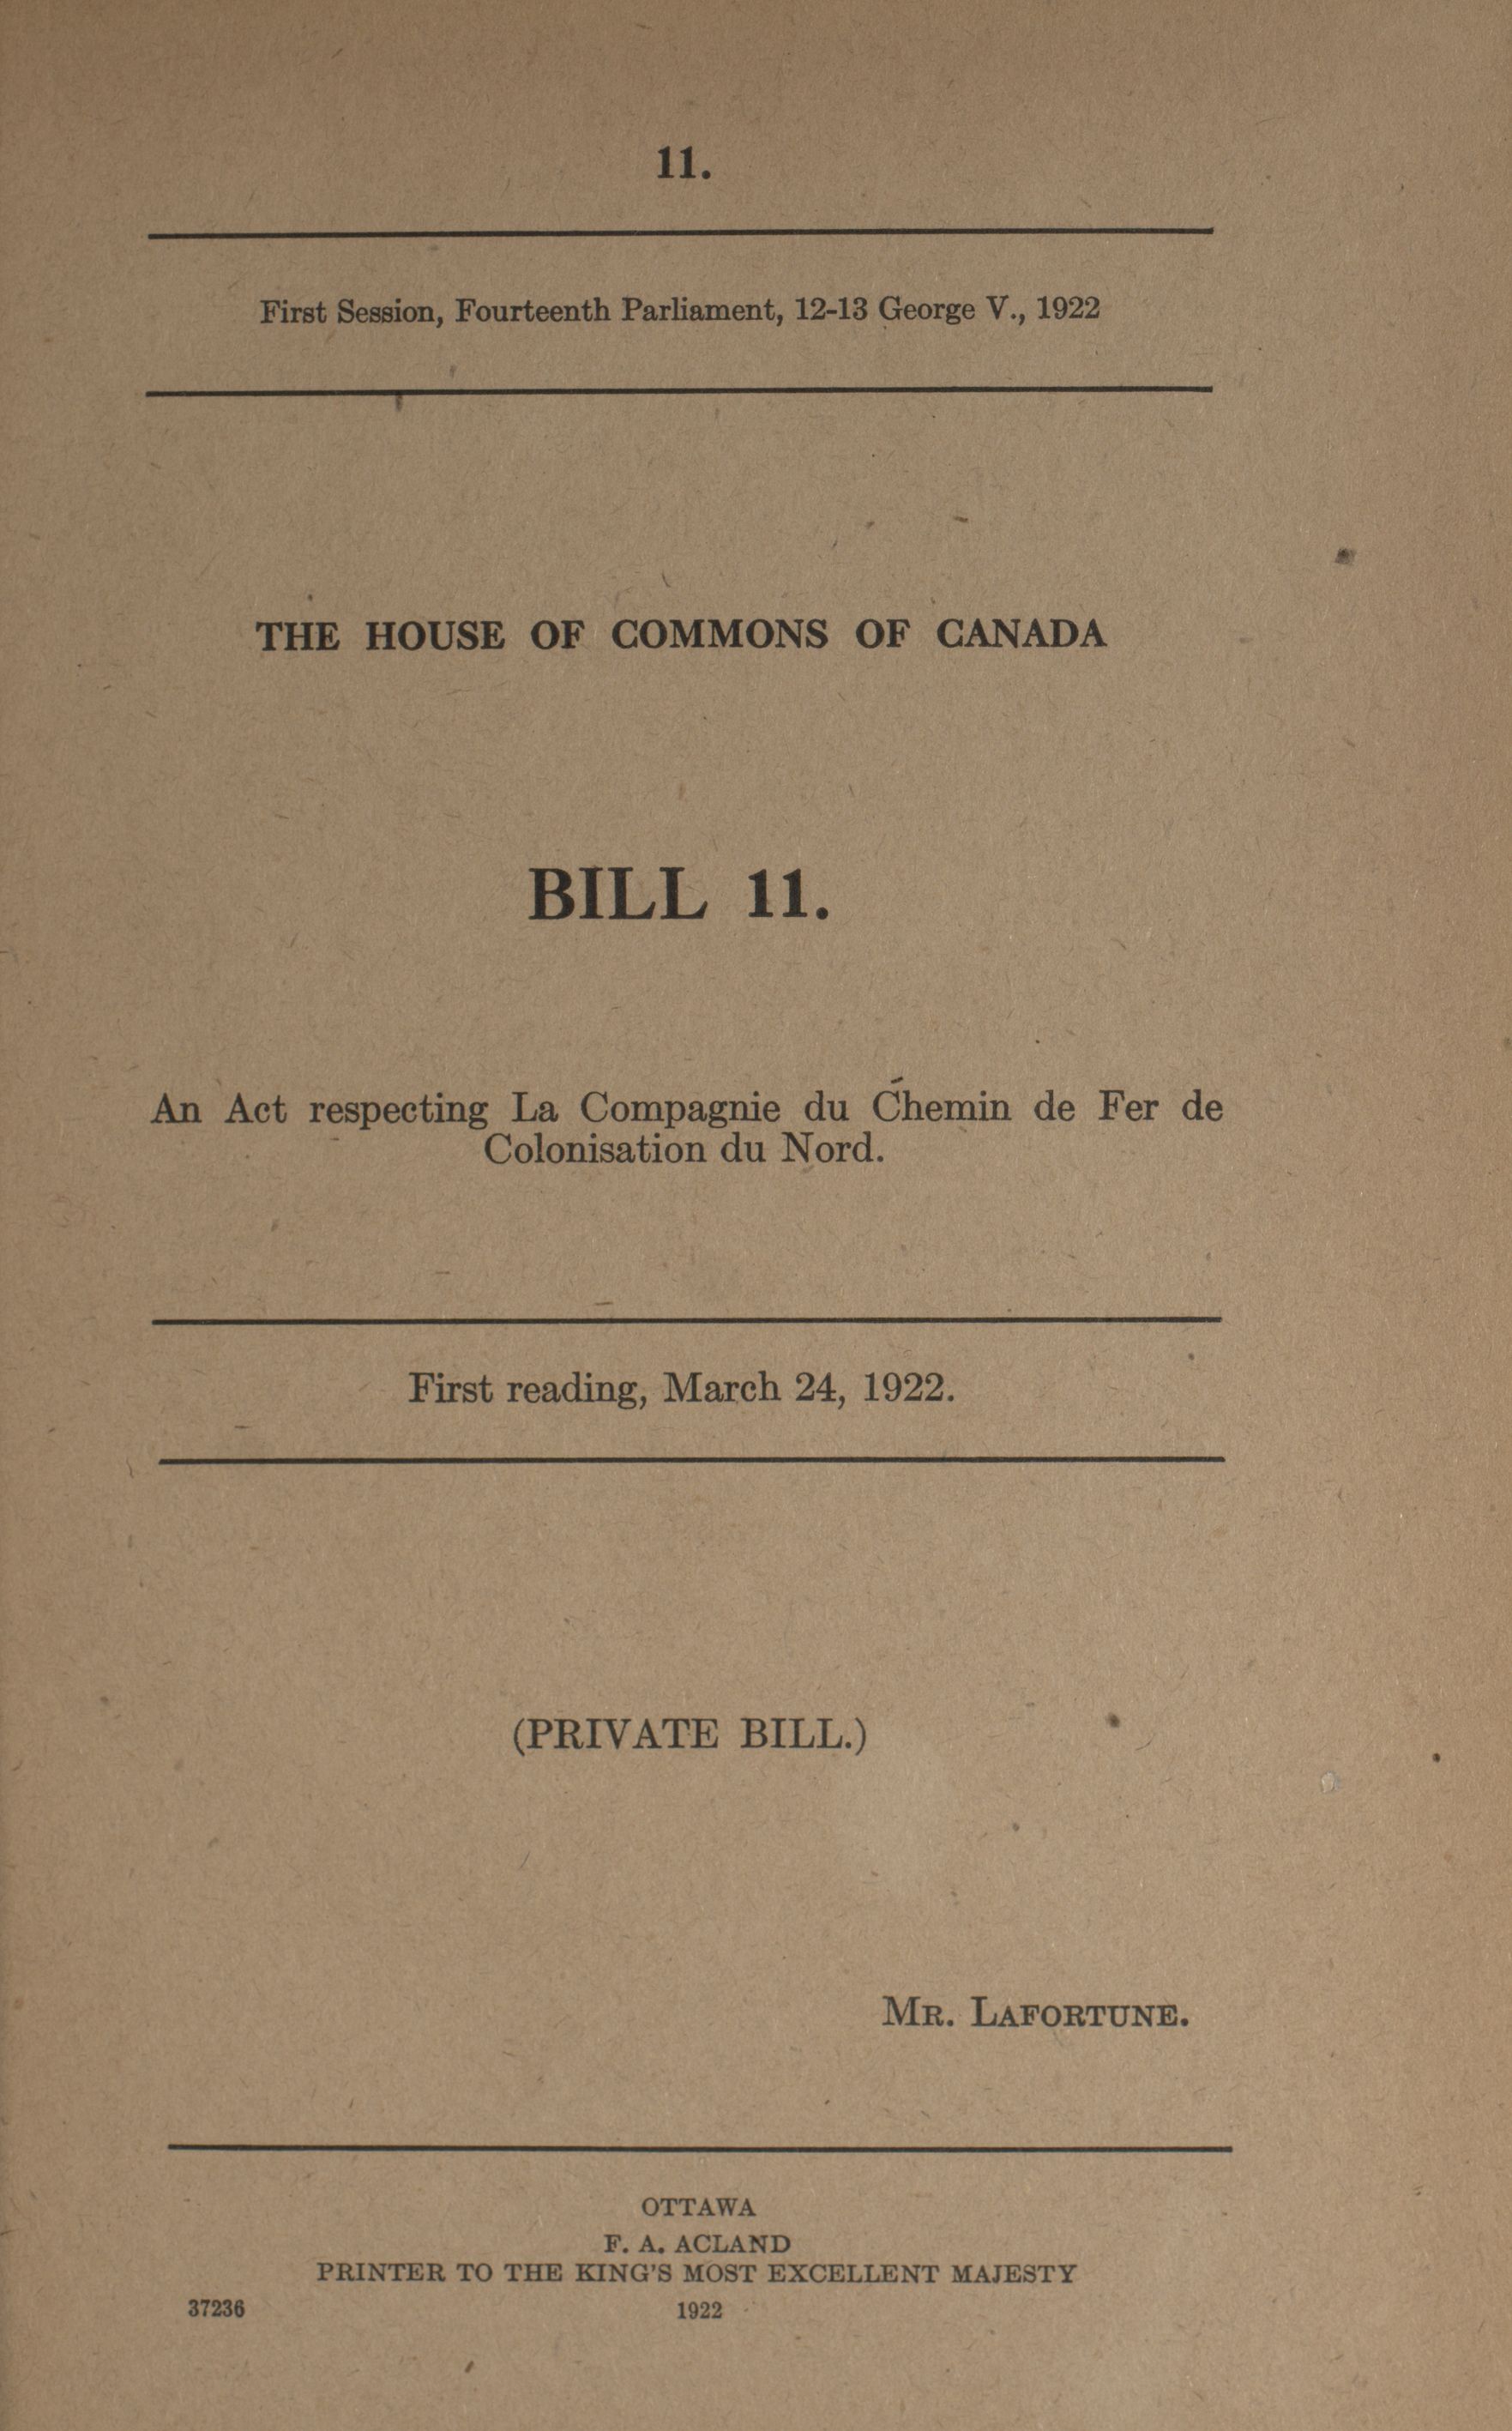 11.
First Session, Fourteenth Parliament, 12-13 George V., 1922
THE HOUSE OF COMMONS OF CANADA
BILL 11.
An Act respecting La Compagnie du Chemin de Fer de
Colonisation du Nord.
First reading, March 24, 1922.
(PRIVATE BILL.)
MR. LAFORTUNE.
OTTAWA
F. A. ACLAND
PRINTER TO THE KING'S MOST EXCELLENT MAJESTY
37236 1922